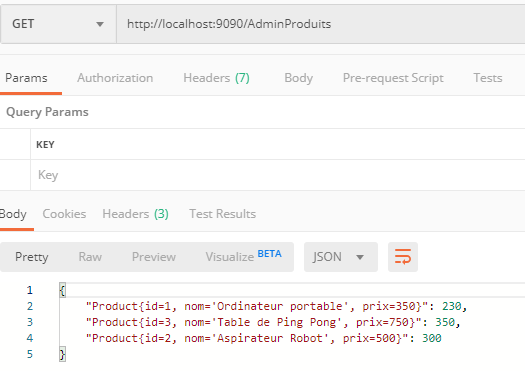 GET http://localhost:9090/AdminProduits
Params Authorization Headers (7) Body Pre-request Script Tests
Query Params
KEY
Key
Body Cookies Headers (3) Test Results
Pretty Raw Preview Visualize BETA JSON
1 {
2 "Product{id=1, nom='Ordinateur portable', prix=350}": 230,
3 "Product{id=3, nom='Table de Ping Pong', prix=750}": 350,
4 "Product{id=2, nom='Aspirateur Robot', prix=500}": 300
5 }